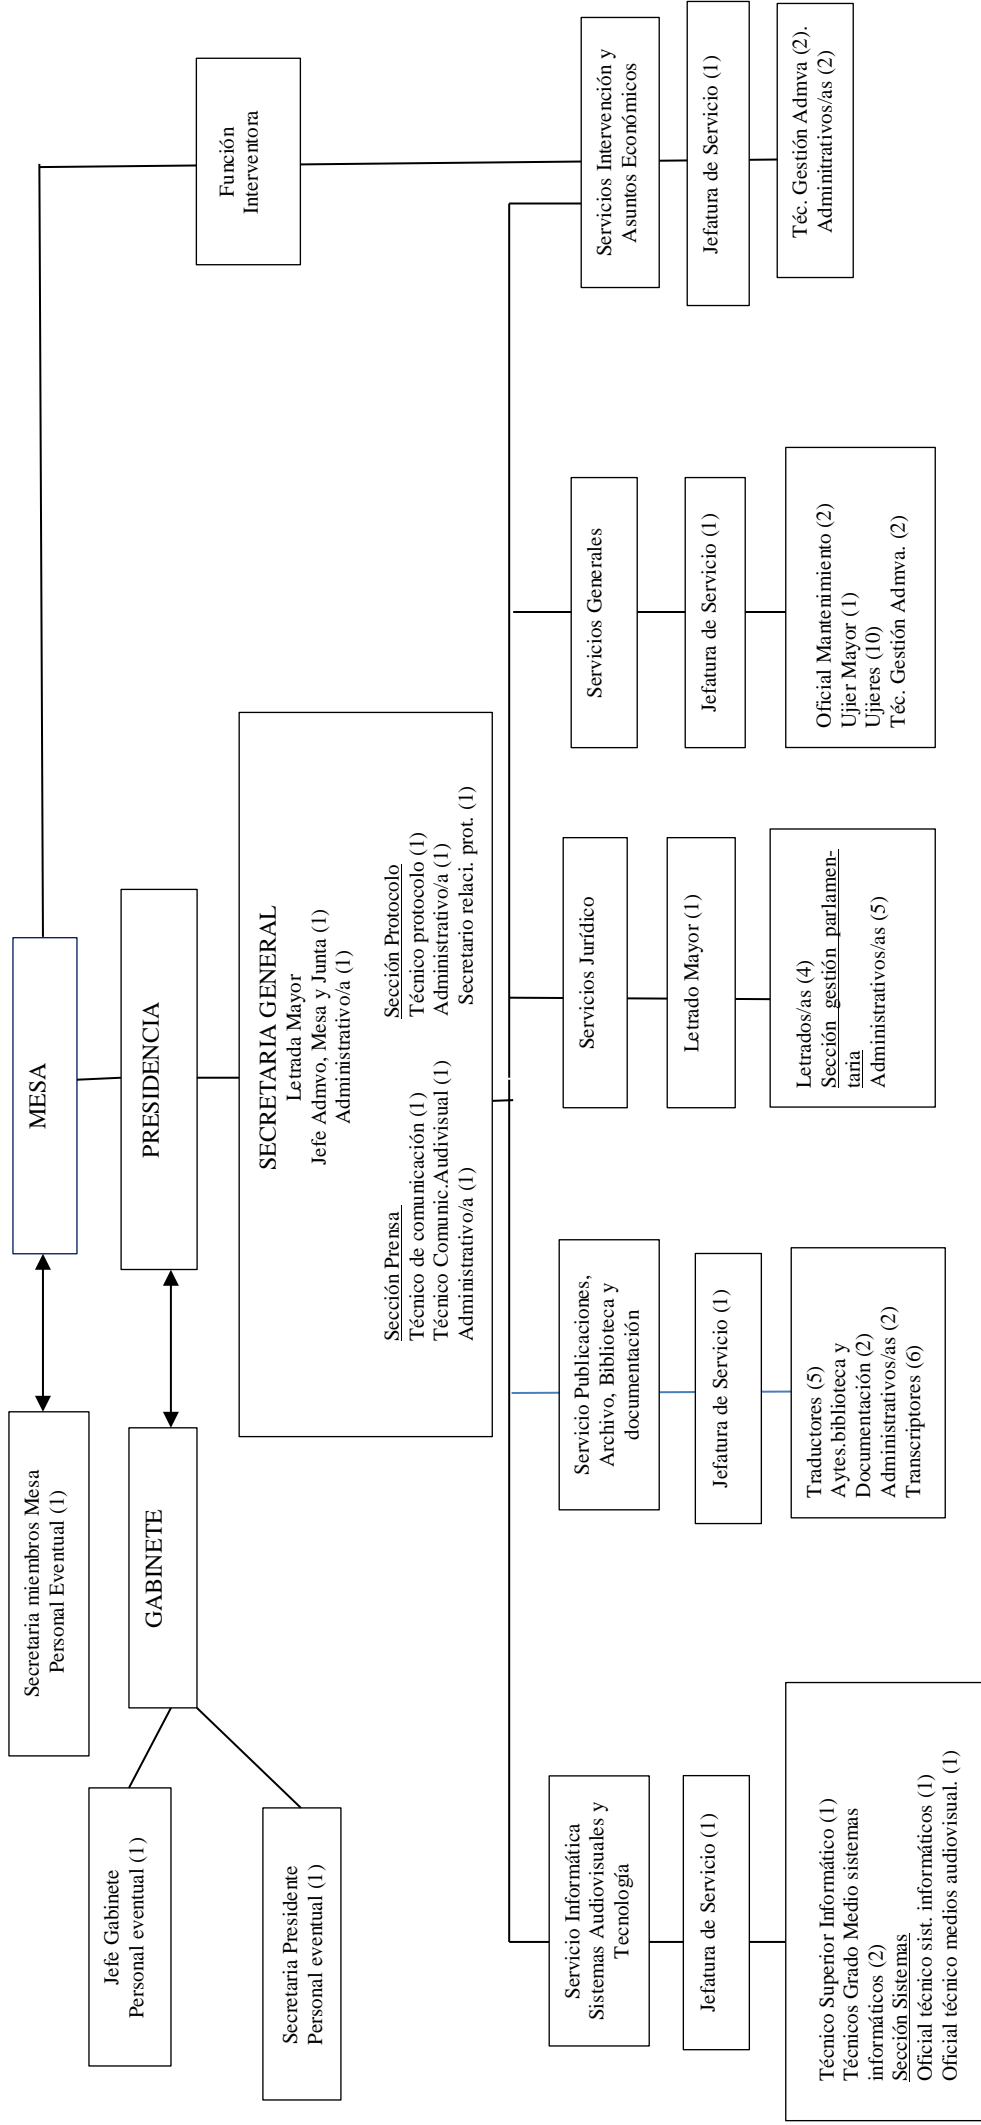 Secretaria miembros Mesa
Personal Eventual (1)
MESA
Jefe Gabinete
Personal eventual (1)
GABINETE
PRESIDENCIA
Función
Interventora
Secretaria Presidente
Personal eventual (1)
SECRETARIA GENERAL
Letrada Mayor
Jefe Admvo, Mesa y Junta (1)
Administrativo/a (1)
Sección Prensa
Técnico de comunicación (1)
Técnico Comunic.Audivisual (1)
Administrativo/a (1)
Sección Protocolo
Técnico protocolo (1)
Administrativo/a (1)
Secretario relaci. prot. (1)
Servicio Informática
Sistemas Audiovisuales y
Tecnología
Jefatura de Servicio (1)
Técnico Superior Informático (1)
Técnicos Grado Medio sistemas
informáticos (2)
Sección Sistemas
Oficial técnico sist. informáticos (1)
Oficial técnico medios audiovisual. (1)
Servicio Publicaciones,
Archivo, Biblioteca y
documentación
Jefatura de Servicio (1)
Traductores (5)
Aytes.biblioteca y
Documentación (2)
Administrativos/as (2)
Transcriptores (6)
Servicios Jurídico
Letrado Mayor (1)
Letrados/as (4)
Sección gestión parlamen-
taria
Administrativos/as (5)
Servicios Generales
Jefatura de Servicio (1)
Oficial Mantenimiento (2)
Ujier Mayor (1)
Ujieres (10)
Téc. Gestión Admva. (2)
Servicios Intervención y
Asuntos Económicos
Jefatura de Servicio (1)
Téc. Gestión Admva (2).
Adminitrativos/as (2)